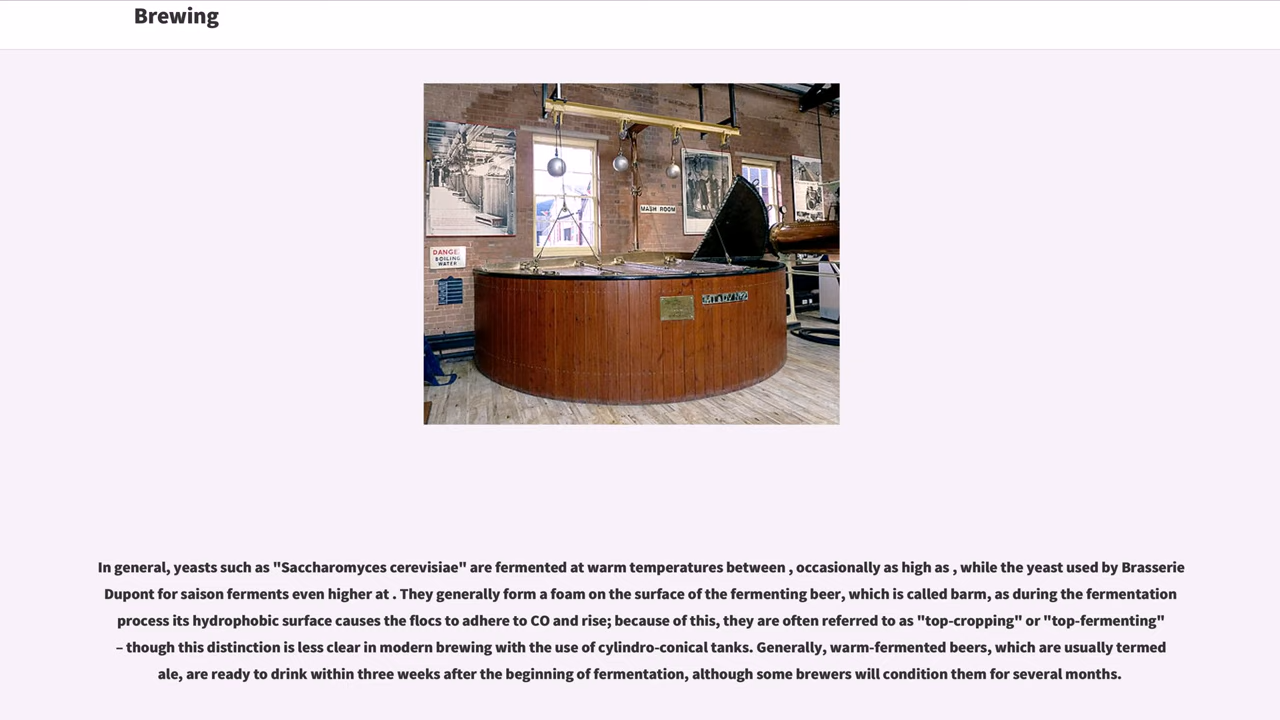 Brewing
MASH ROOM
DANGER
BOILING
WATER
In general, yeasts such as "Saccharomyces cerevisiae" are fermented at warm temperatures between , occasionally as high as , while the yeast used by Brasserie
Dupont for saison ferments even higher at . They generally form a foam on the surface of the fermenting beer, which is called barm, as during the fermentation
process its hydrophobic surface causes the flocs to adhere to CO and rise; because of this, they are often referred to as "top-cropping" or "top-fermenting"
– though this distinction is less clear in modern brewing with the use of cylindro-conical tanks. Generally, warm-fermented beers, which are usually termed
ale, are ready to drink within three weeks after the beginning of fermentation, although some brewers will condition them for several months.